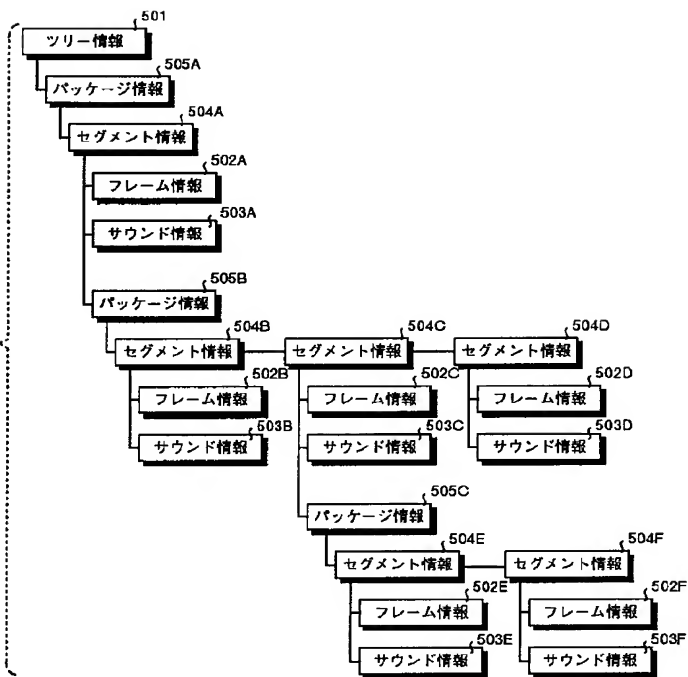 501
ツリー情報
505A
パッケージ情報
504A
セグメント情報
502A
フレーム情報
503A
サウンド情報
505B
パッケージ情報
504B 504C 504D
セグメント情報 セグメント情報 セグメント情報
502B 502C 502D
フレーム情報 フレーム情報 フレーム情報
503B 503C 503D
サウンド情報 サウンド情報 サウンド情報
505C
パッケージ情報
504E 504F
セグメント情報 セグメント情報
502E 502F
フレーム情報 フレーム情報
503E 503F
サウンド情報 サウンド情報